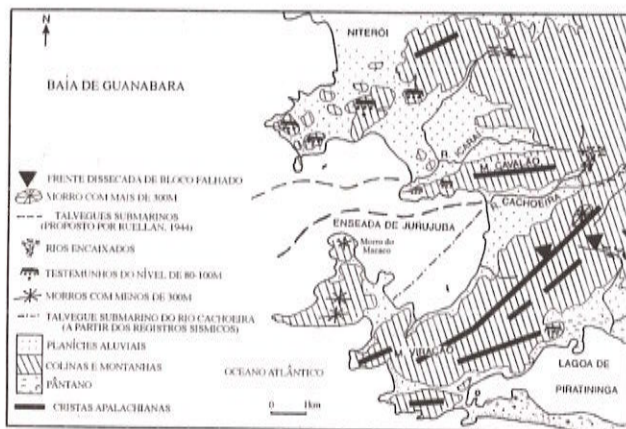 N
NITERÓI
BAÍA DE GUANABARA
R. ICARAÍ
M. CAVALÃO
R. CACHOEIRA
ENSEADA DE JURUJUBA
Morro do
Macaco
M. VIRAÇÃO
OCEANO ATLÂNTICO
LAGOA DE
PIRATININGA
0 1km
FRENTE DISSECADA DE BLOCO FALHADO
MORRO COM MAIS DE 300M
TALVEGUES SUBMARINOS
(PROPOSTO POR RUELLAN, 1944)
RIOS ENCAIXADOS
TESTEMUNHOS DO NÍVEL DE 80-100M
MORROS COM MENOS DE 300M
TALVEGUE SUBMARINO DO RIO CACHOEIRA
(A PARTIR DOS REGISTROS SÍSMICOS)
PLANÍCIES ALUVIAIS
COLINAS E MONTANHAS
PÂNTANO
CRISTAS APALACHIANAS